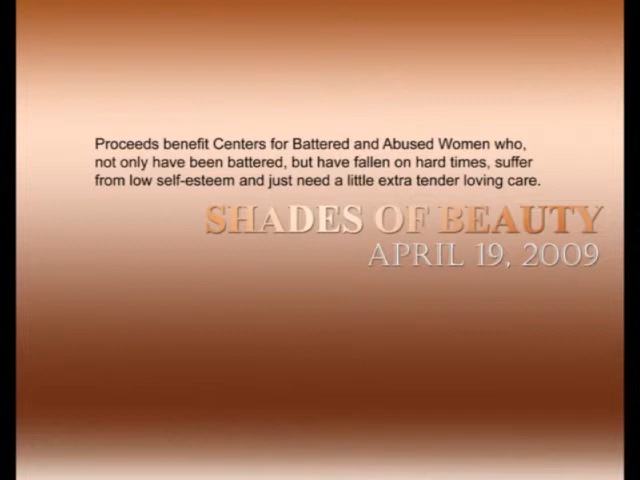 Proceeds benefit Centers for Battered and Abused Women who,
not only have been battered, but have fallen on hard times, suffer
from low self-esteem and just need a little extra tender loving care.
SHADES OF BEAUTY
APRIL 19, 2009